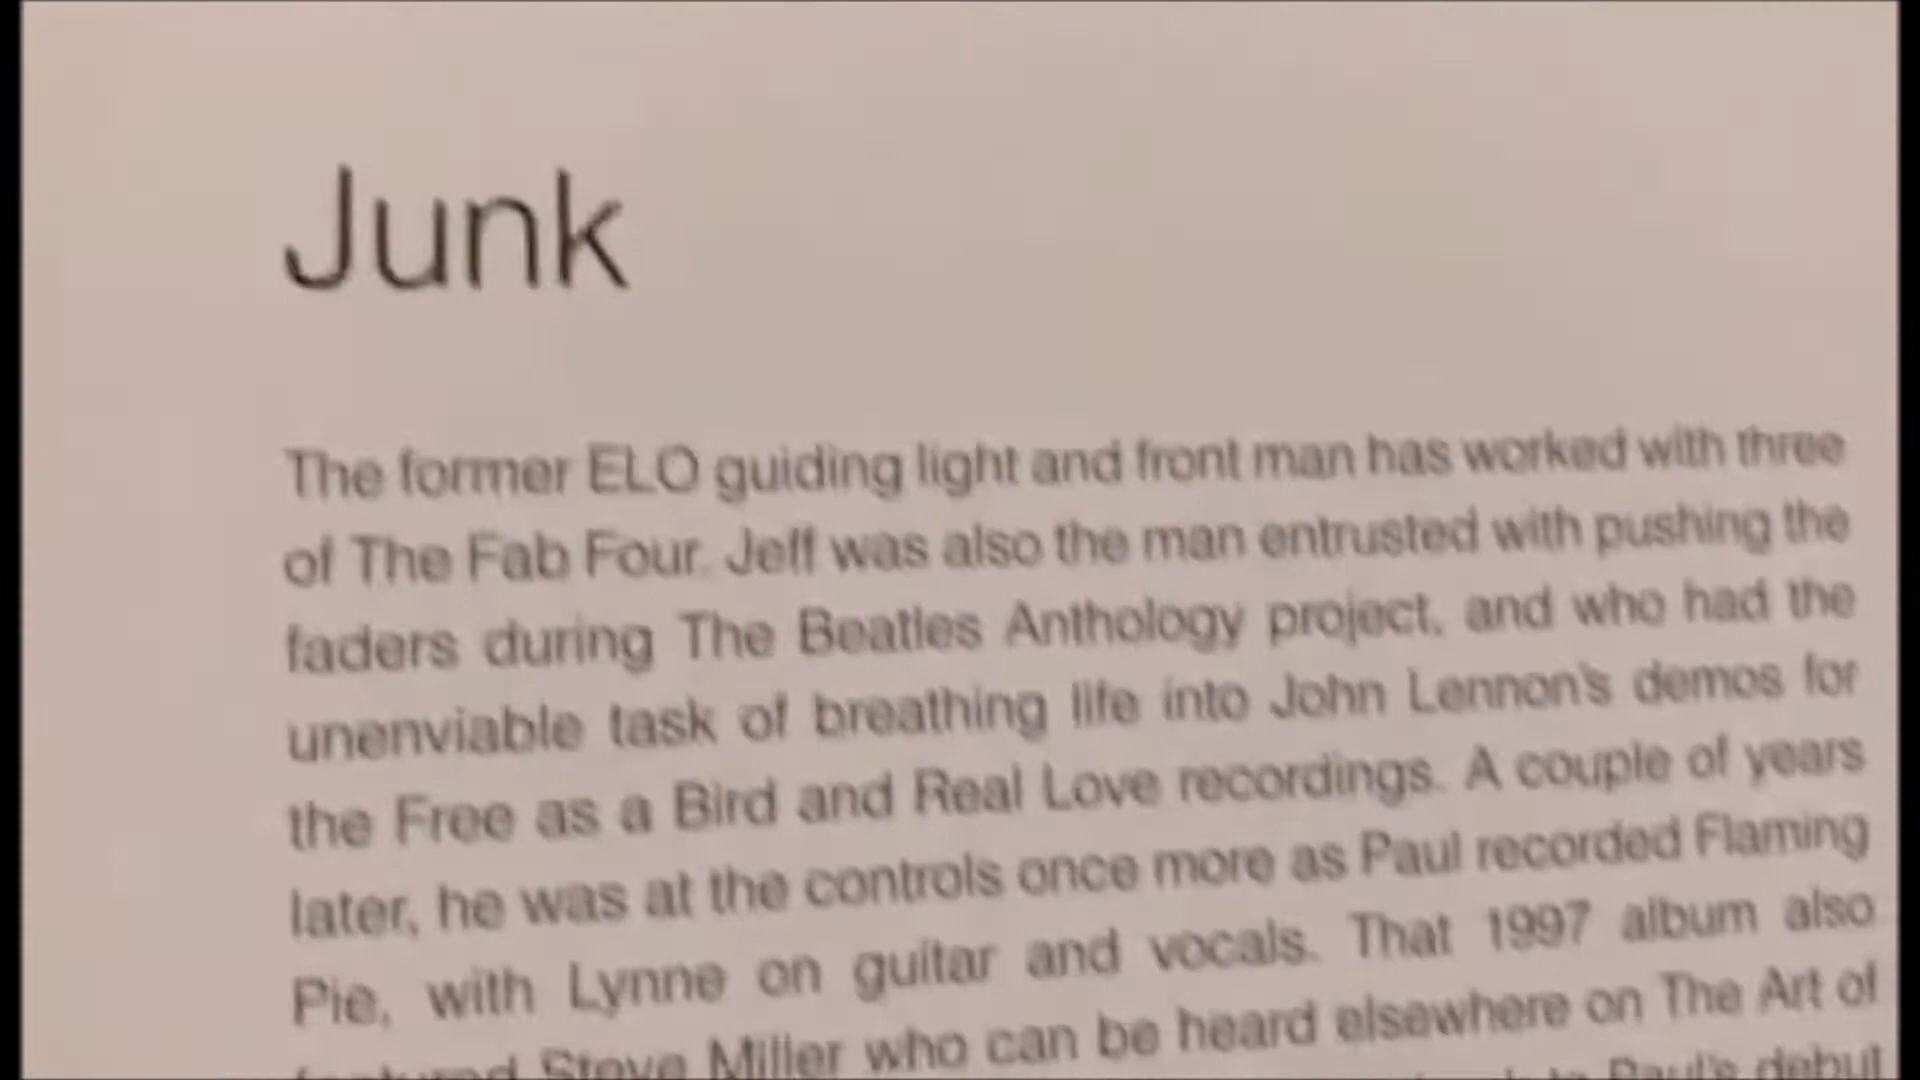 Junk
The former ELO guiding light and front man has worked with three
of The Fab Four. Jeff was also the man entrusted with pushing the
faders during The Beatles Anthology project, and who had the
unenviable task of breathing life into John Lennon's demos for
the Free as a Bird and Real Love recordings. A couple of years
later, he was at the controls once more as Paul recorded Flaming
Pie, with Lynne on guitar and vocals. That 1997 album also
featured Steve Miller who can be heard elsewhere on The Art of
Paul's debut